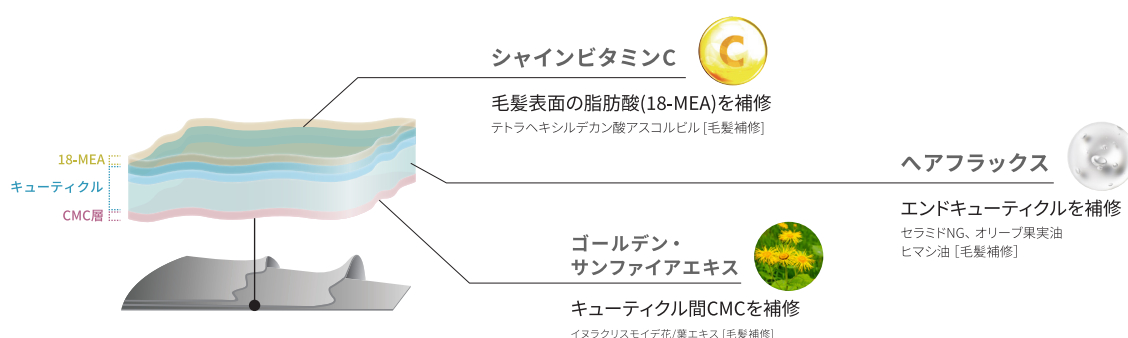 シャインビタミンC
C
毛髪表面の脂肪酸(18-MEA)を補修
テトラヘキシルデカン酸アスコルビル [毛髪補修]
18-MEA
キューティクル
CMC層
ヘアフラックス
エンドキューティクルを補修
セラミドNG、オリーブ果実油
ヒマシ油 [毛髪補修]
ゴールデン・
サンファイアエキス
キューティクル間CMCを補修
イヌラクリスモイデ花/葉エキス [毛髪補修]